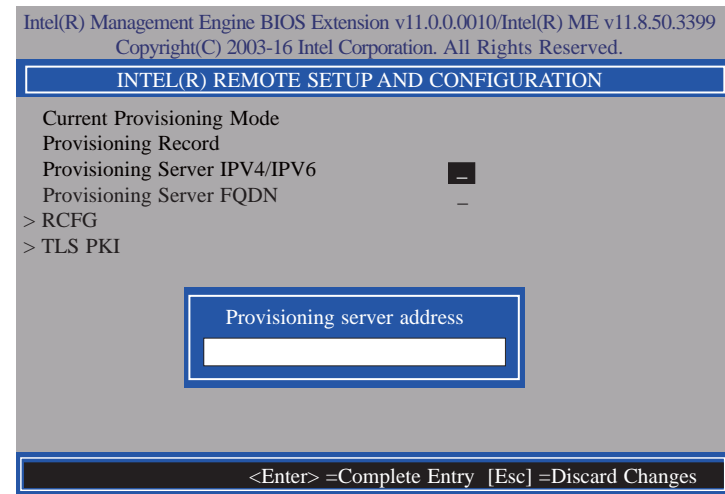 Intel(R) Management Engine BIOS Extension v11.0.0.0010/Intel(R) ME v11.8.50.3399
Copyright(C) 2003-16 Intel Corporation. All Rights Reserved.
INTEL(R) REMOTE SETUP AND CONFIGURATION
Current Provisioning Mode
Provisioning Record
Provisioning Server IPV4/IPV6 _
Provisioning Server FQDN _
> RCFG
> TLS PKI
Provisioning server address
<Enter> =Complete Entry [Esc] =Discard Changes